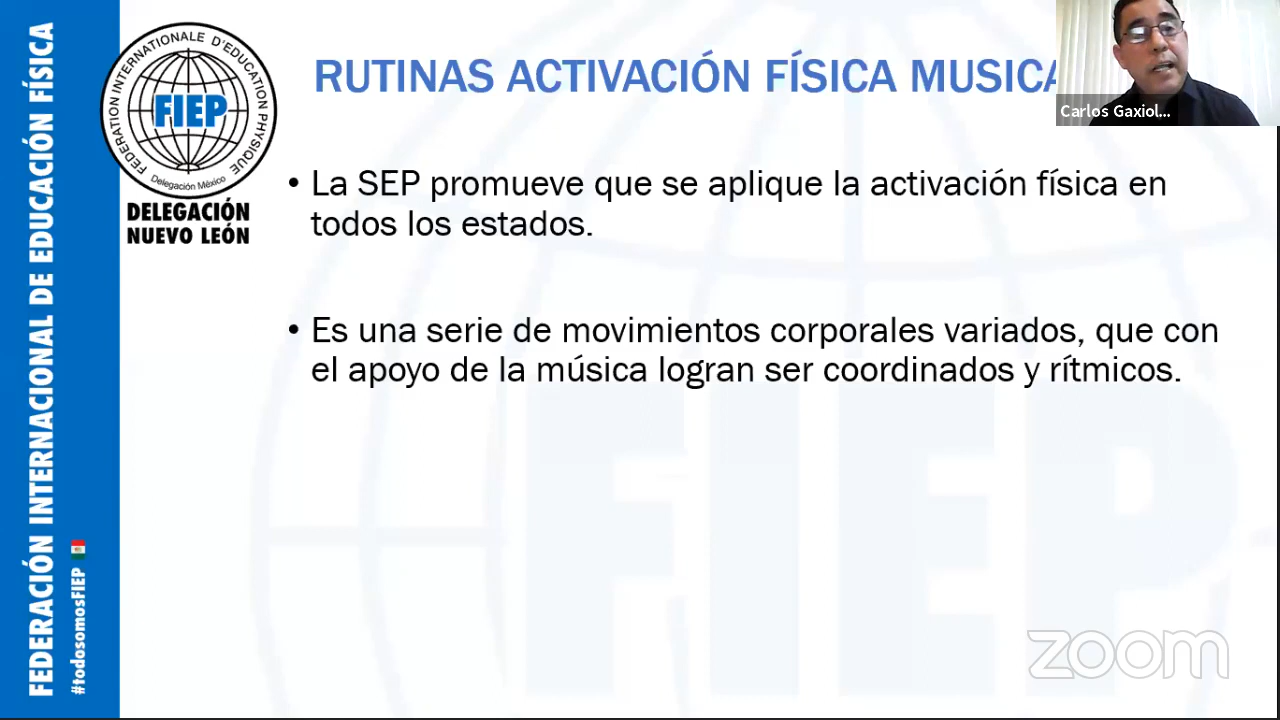 FEDERACIÓN INTERNACIONAL DE EDUCACIÓN FÍSICA
#todosomosFIEP
FEDERATION INTERNATIONALE D'EDUCATION PHYSIQUE
FIEP
Delegación México
DELEGACIÓN
NUEVO LEÓN
RUTINAS ACTIVACIÓN FÍSICA MUSICA
Carlos Gaxiol...
• La SEP promueve que se aplique la activación física en
todos los estados.
• Es una serie de movimientos corporales variados, que con
el apoyo de la música logran ser coordinados y rítmicos.
FIEP
zoom